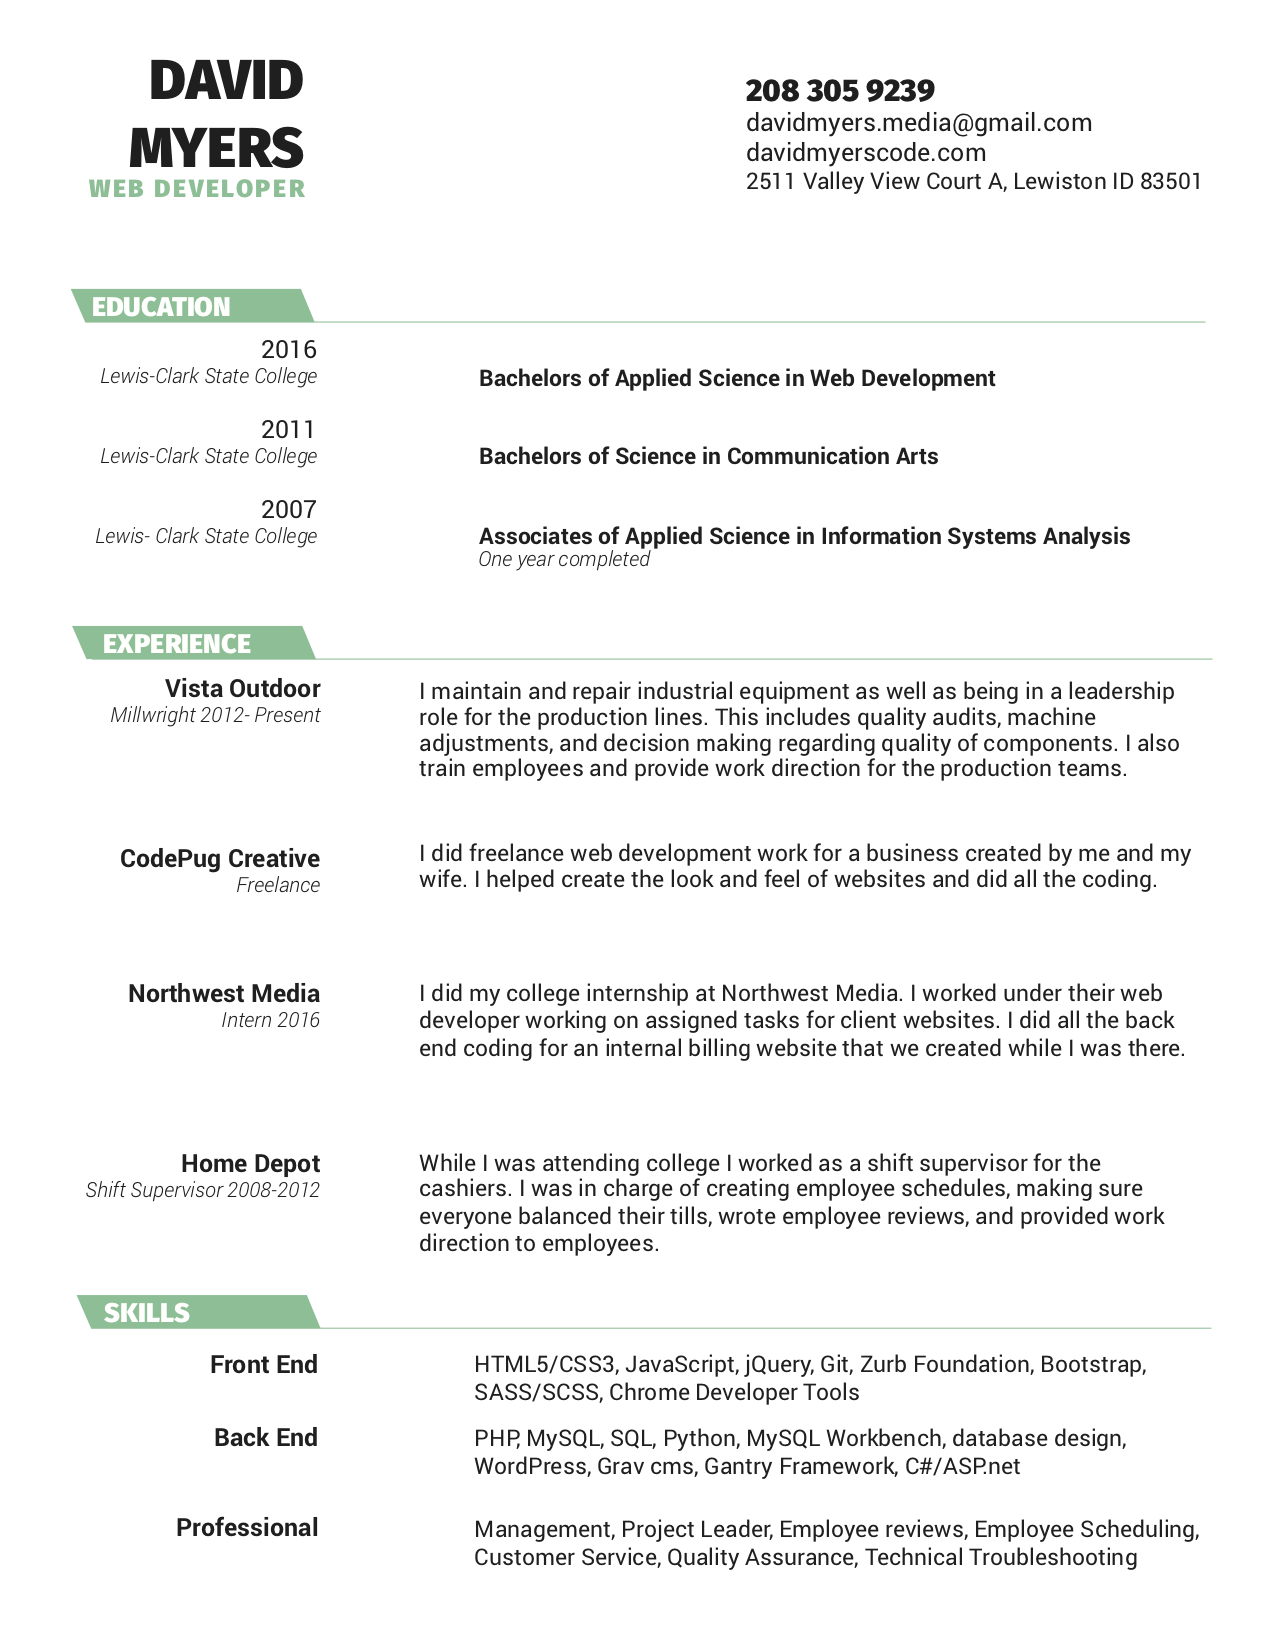 DAVID
MYERS
WEB DEVELOPER
208 305 9239
davidmyers.media@gmail.com
davidmyerscode.com
2511 Valley View Court A, Lewiston ID 83501
EDUCATION
2016
Lewis-Clark State College
Bachelors of Applied Science in Web Development
2011
Lewis-Clark State College
Bachelors of Science in Communication Arts
2007
Lewis- Clark State College
Associates of Applied Science in Information Systems Analysis
One year completed
EXPERIENCE
Vista Outdoor
Millwright 2012- Present
I maintain and repair industrial equipment as well as being in a leadership
role for the production lines. This includes quality audits, machine
adjustments, and decision making regarding quality of components. I also
train employees and provide work direction for the production teams.
CodePug Creative
Freelance
I did freelance web development work for a business created by me and my
wife. I helped create the look and feel of websites and did all the coding.
Northwest Media
Intern 2016
I did my college internship at Northwest Media. I worked under their web
developer working on assigned tasks for client websites. I did all the back
end coding for an internal billing website that we created while I was there.
Home Depot
Shift Supervisor 2008-2012
While I was attending college I worked as a shift supervisor for the
cashiers. I was in charge of creating employee schedules, making sure
everyone balanced their tills, wrote employee reviews, and provided work
direction to employees.
SKILLS
Front End
HTML5/CSS3, JavaScript, jQuery, Git, Zurb Foundation, Bootstrap,
SASS/SCSS, Chrome Developer Tools
Back End
PHP, MySQL, SQL, Python, MySQL Workbench, database design,
WordPress, Grav cms, Gantry Framework, C#/ASP.net
Professional
Management, Project Leader, Employee reviews, Employee Scheduling,
Customer Service, Quality Assurance, Technical Troubleshooting